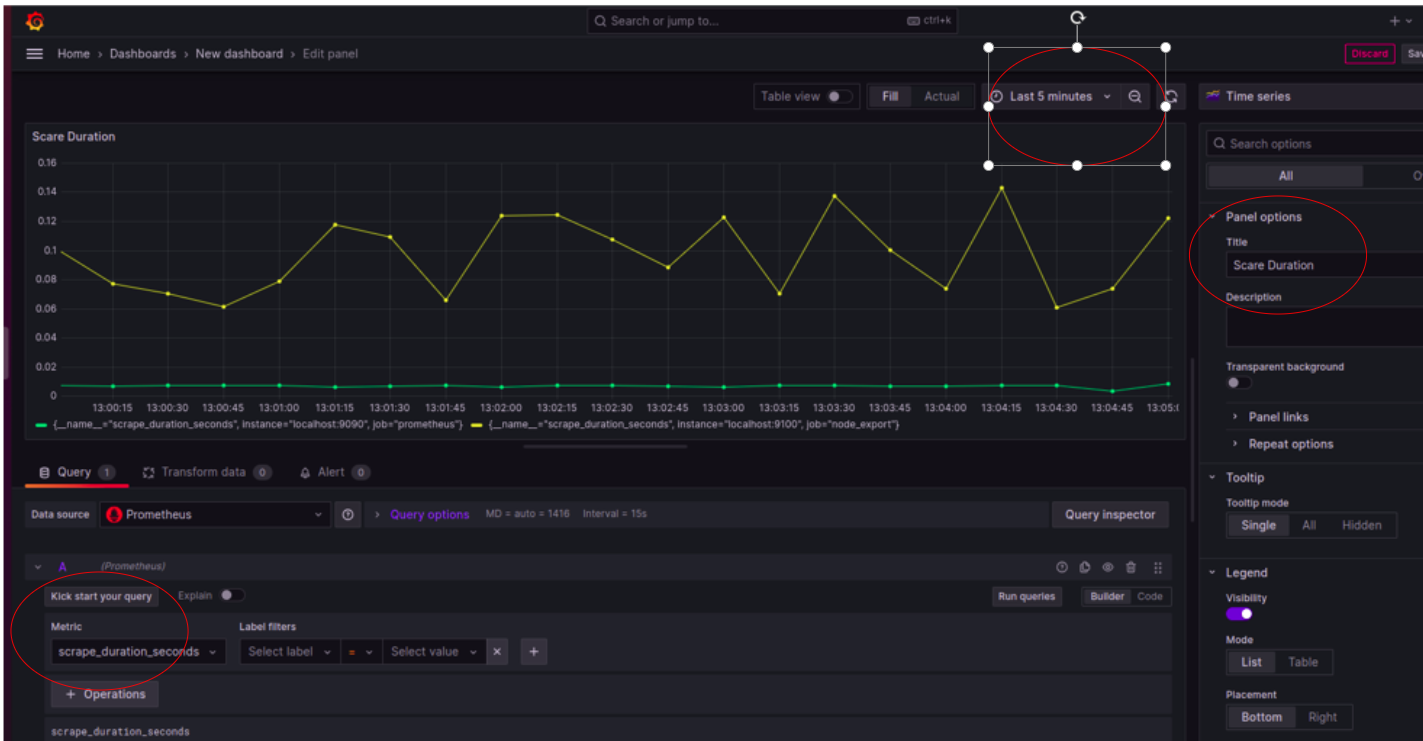 Search or jump to... ctrl+k
Home › Dashboards › New dashboard › Edit panel
Discard
Table view Fill Actual Last 5 minutes
Time series
Scare Duration
0.16
0.14
0.12
0.1
0.08
0.06
0.04
0.02
0
13:00:15 13:00:30 13:00:45 13:01:00 13:01:15 13:01:30 13:01:45 13:02:00 13:02:15 13:02:30 13:02:45 13:03:00 13:03:15 13:03:30 13:03:45 13:04:00 13:04:15 13:04:30 13:04:45
{__name__="scrape_duration_seconds", instance="localhost:9090", job="prometheus"} {__name__="scrape_duration_seconds", instance="localhost:9100", job="node_export"}
Query 1 Transform data 0 Alert 0
Data source Prometheus › Query options MD = auto = 1416 Interval = 15s Query inspector
A (Prometheus)
Kick start your query Explain Run queries Builder Code
Metric Label filters
scrape_duration_seconds Select label = Select value × +
+ Operations
scrape_duration_seconds
Search options
All
Panel options
Title
Scare Duration
Description
Transparent background
› Panel links
› Repeat options
Tooltip
Tooltip mode
Single All Hidden
Legend
Visibility
Mode
List Table
Placement
Bottom Right